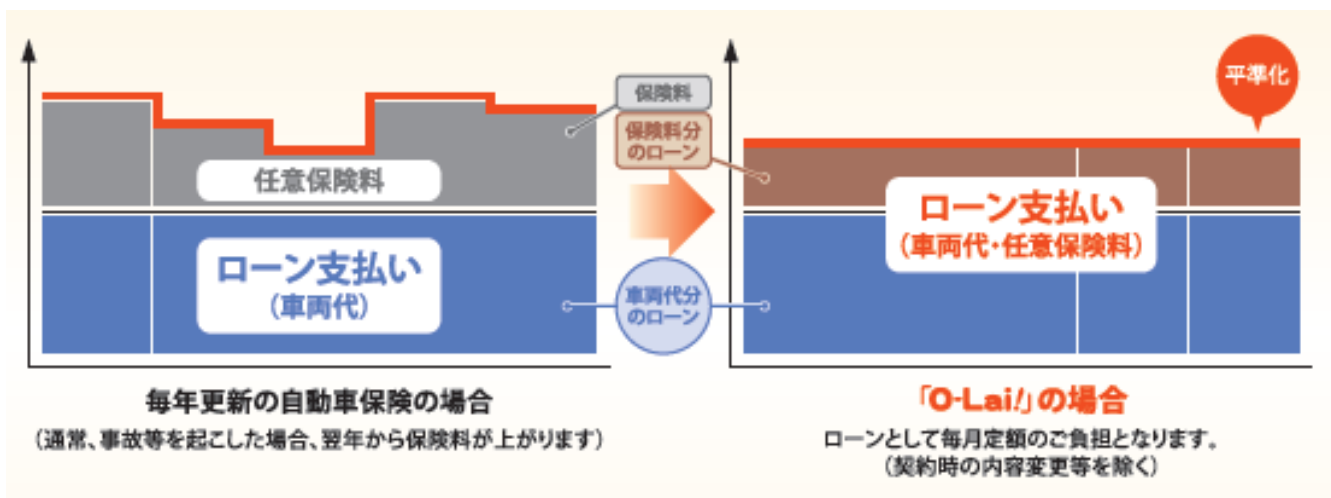 平準化
保険料
保険料分
のローン
任意保険料
ローン支払い
(車両代)
ローン支払い
(車両代・任意保険料)
車両代分
のローン
毎年更新の自動車保険の場合
(通常、事故等を起こした場合、翌年から保険料が上がります)
「O-Lai!」の場合
ローンとして毎月定額のご負担となります。
(契約時の内容変更等を除く)